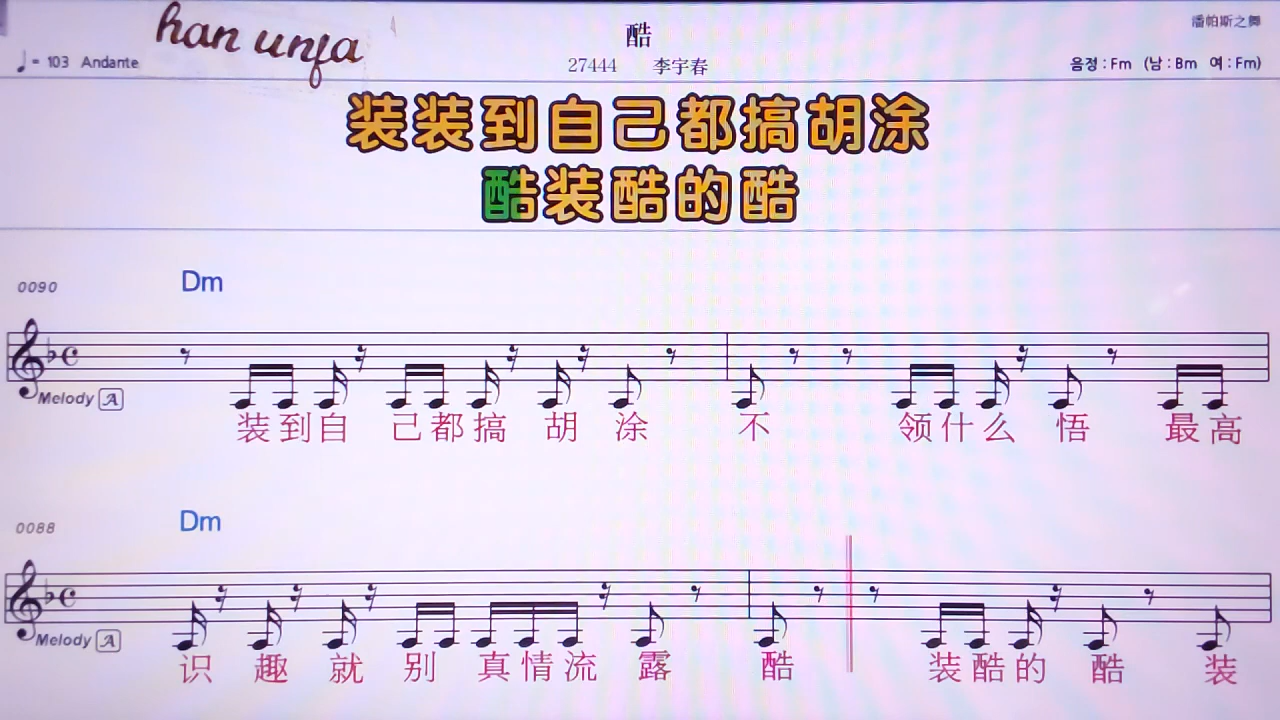 han unfa
酷
潘帕斯之舞
♩= 103 Andante
27444 李宇春
음정 : Fm (남 : Bm 여 : Fm)
装装到自己都搞胡涂
酷装酷的酷
0090 Dm
Melody A
装到自己都搞胡涂不领什么悟最高
0088 Dm
Melody A
识趣就别真情流露酷装酷的酷装